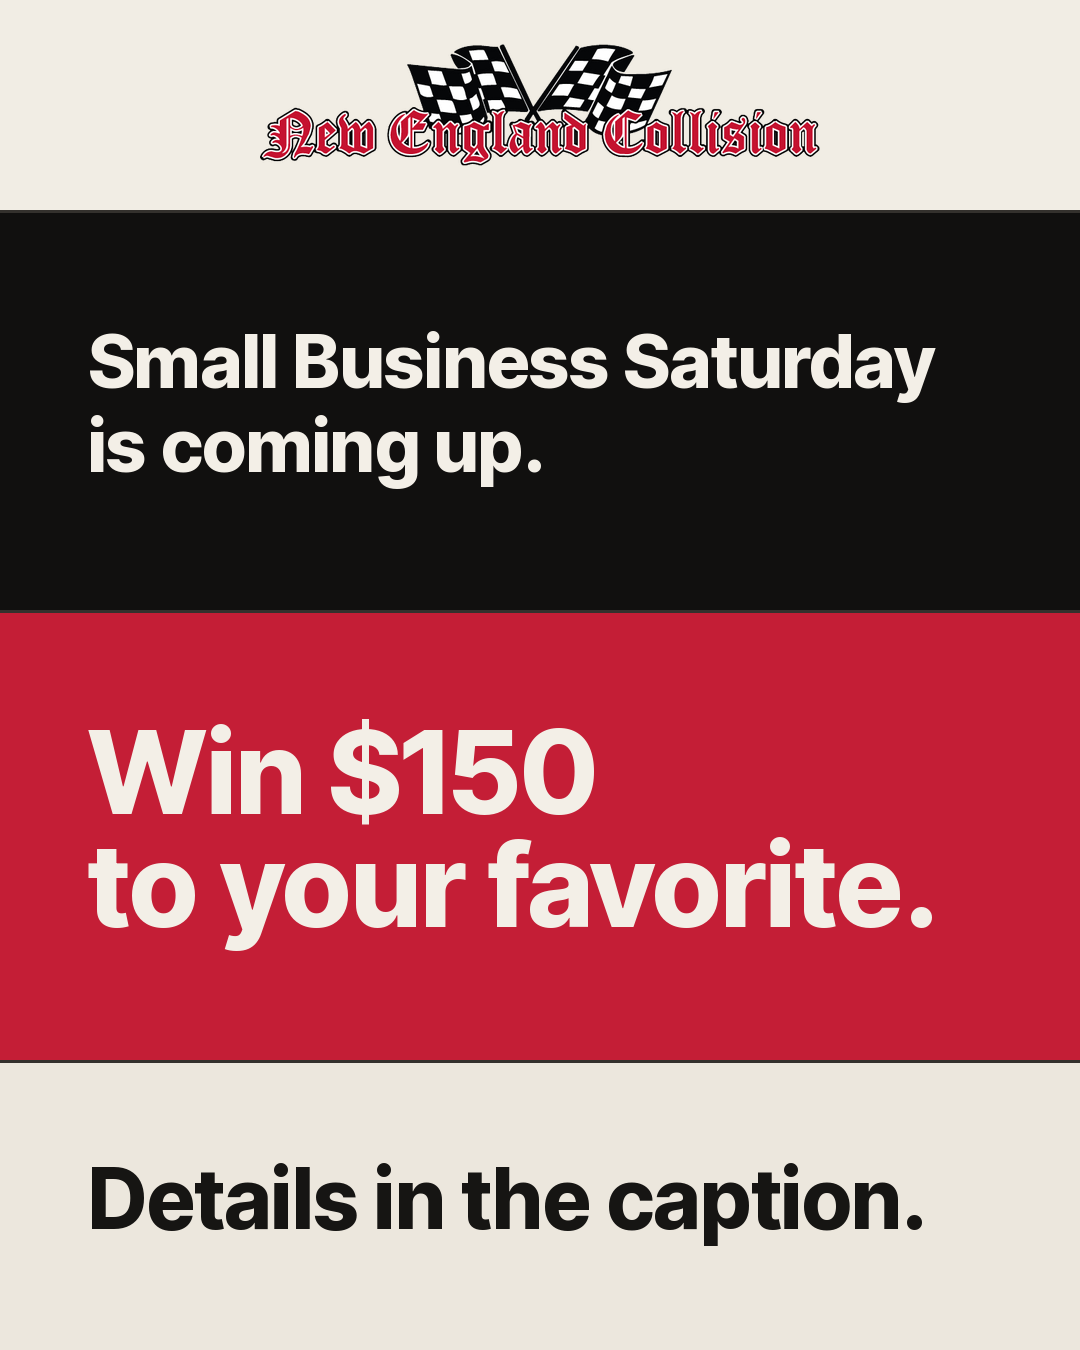 New England Collision
Small Business Saturday
is coming up.
Win $150
to your favorite.
Details in the caption.